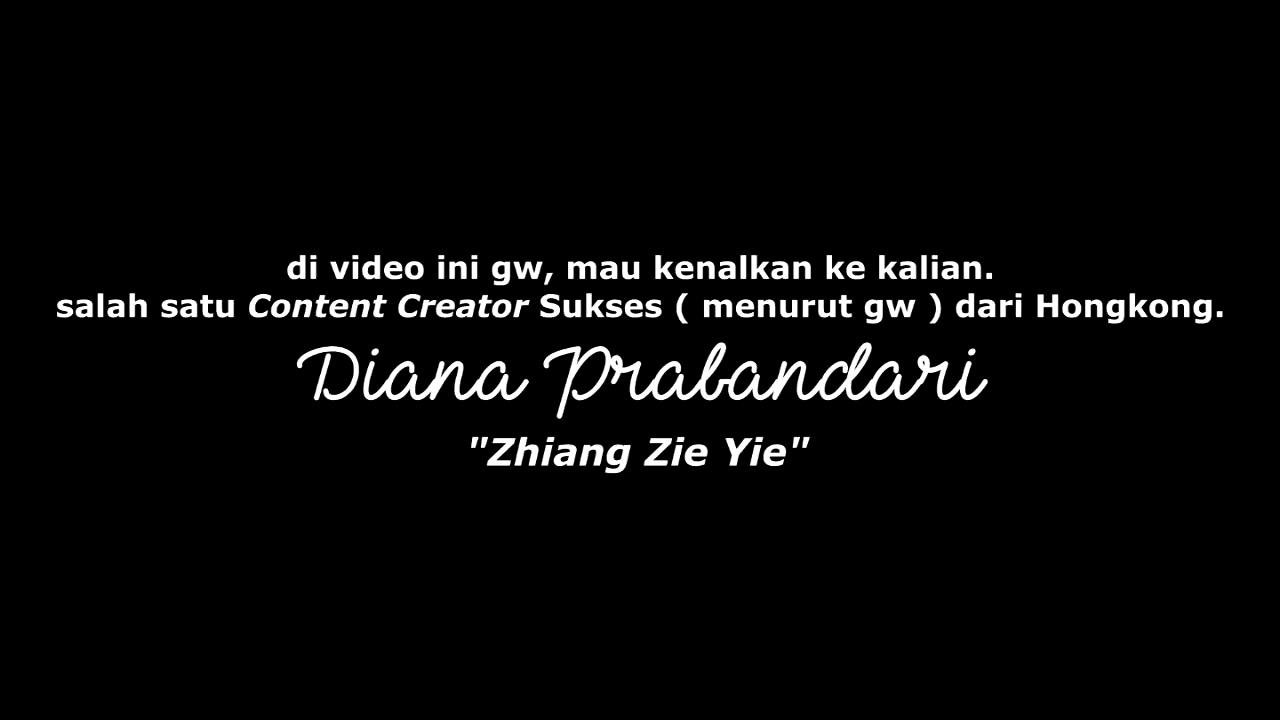 di video ini gw, mau kenalkan ke kalian.
salah satu Content Creator Sukses ( menurut gw ) dari Hongkong.
Diana Prabandari
"Zhiang Zie Yie"